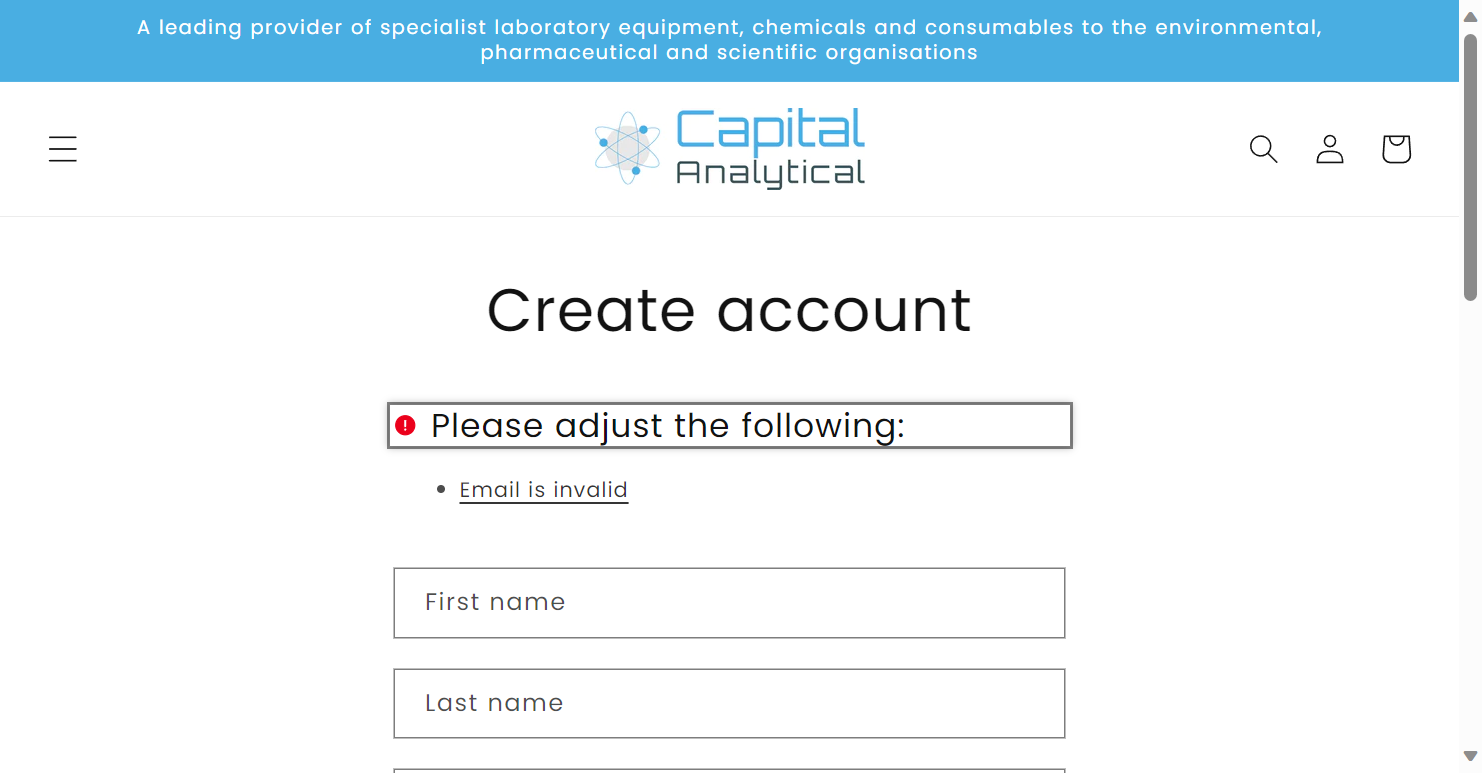 A leading provider of specialist laboratory equipment, chemicals and consumables to the environmental,
pharmaceutical and scientific organisations
Capital
Analytical
Create account
Please adjust the following:
Email is invalid
First name
Last name